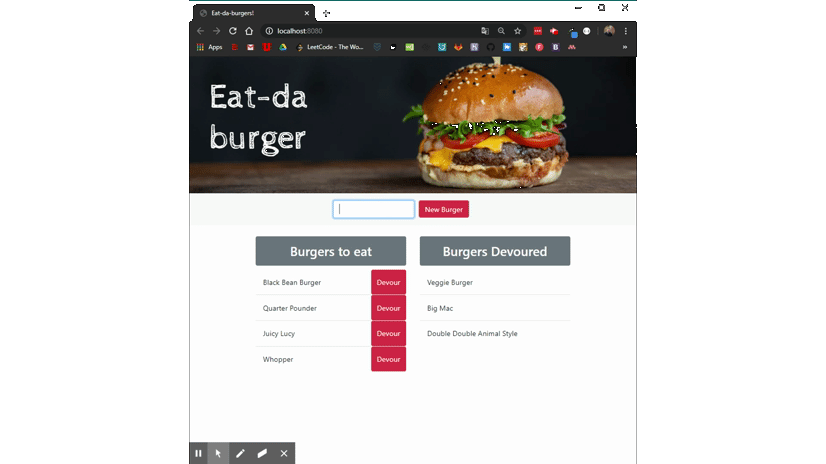 Eat-da-burgers!
localhost:8080
Apps
LeetCode - The Wo...
Eat-da
burger
New Burger
Burgers to eat
Burgers Devoured
Black Bean Burger
Devour
Veggie Burger
Quarter Pounder
Devour
Big Mac
Juicy Lucy
Devour
Double Double Animal Style
Whopper
Devour